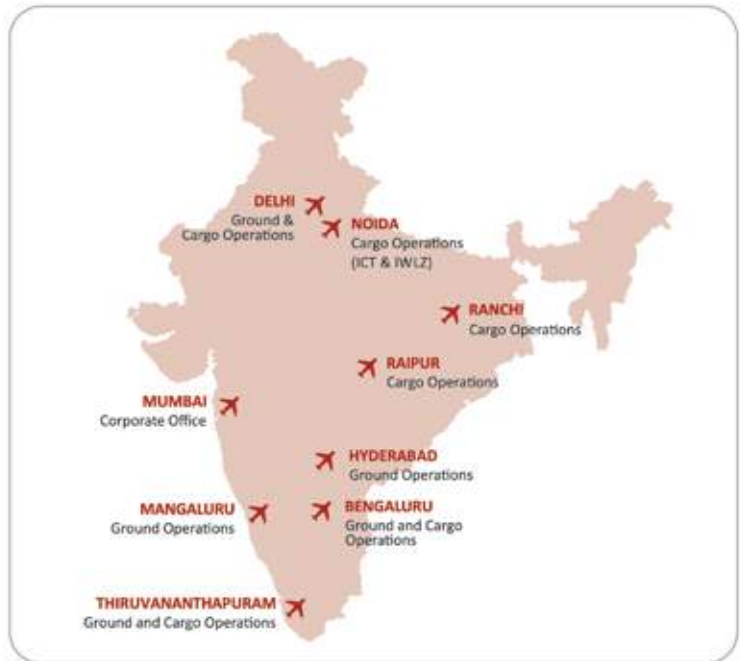 DELHI
Ground &
Cargo Operations
NOIDA
Cargo Operations
(ICT & IWLZ)
RANCHI
Cargo Operations
RAIPUR
Cargo Operations
MUMBAI
Corporate Office
HYDERABAD
Ground Operations
MANGALURU
Ground Operations
BENGALURU
Ground and Cargo
Operations
THIRUVANANTHAPURAM
Ground and Cargo Operations